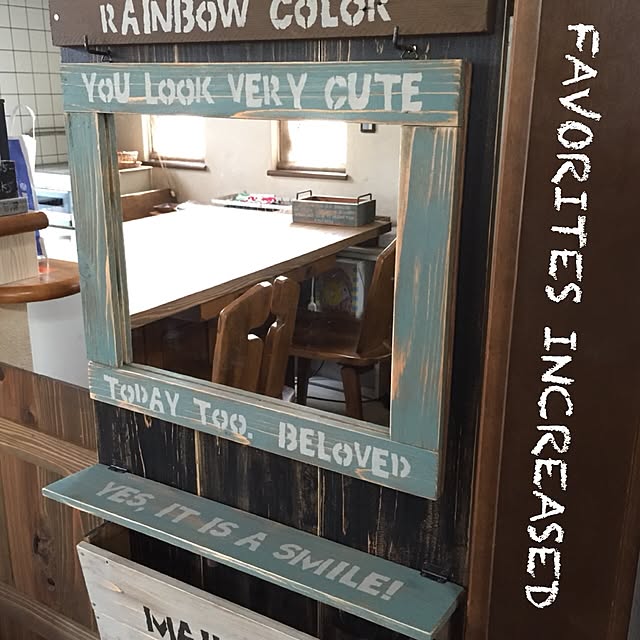 RAINBOW COLOR
YOU LOOK VERY CUTE
TODAY TOO, BELOVED
YES, IT IS A SMILE!
FAVORITES INCREASED